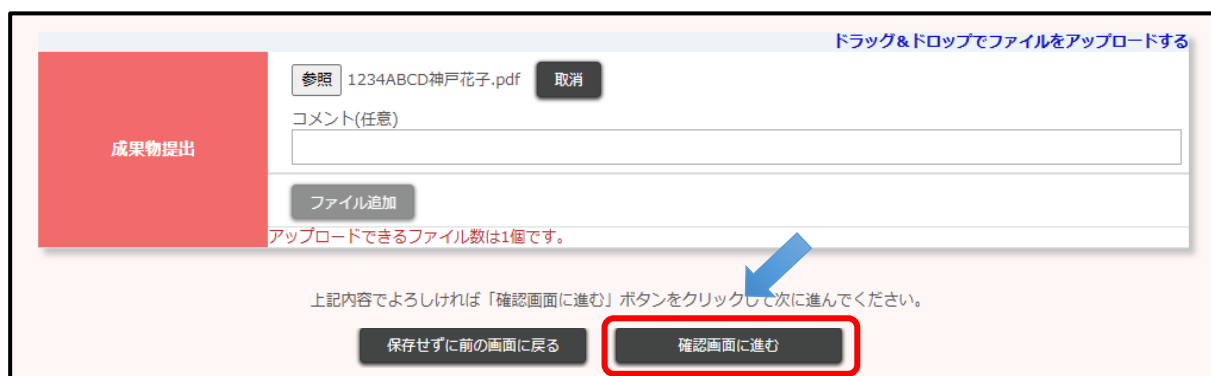 ドラッグ&ドロップでファイルをアップロードする
参照 1234ABCD神戸花子.pdf 取消
コメント(任意)
成果物提出
ファイル追加
アップロードできるファイル数は1個です。
上記内容でよろしければ「確認画面に進む」ボタンをクリックして次に進んでください。
保存せずに前の画面に戻る 確認画面に進む